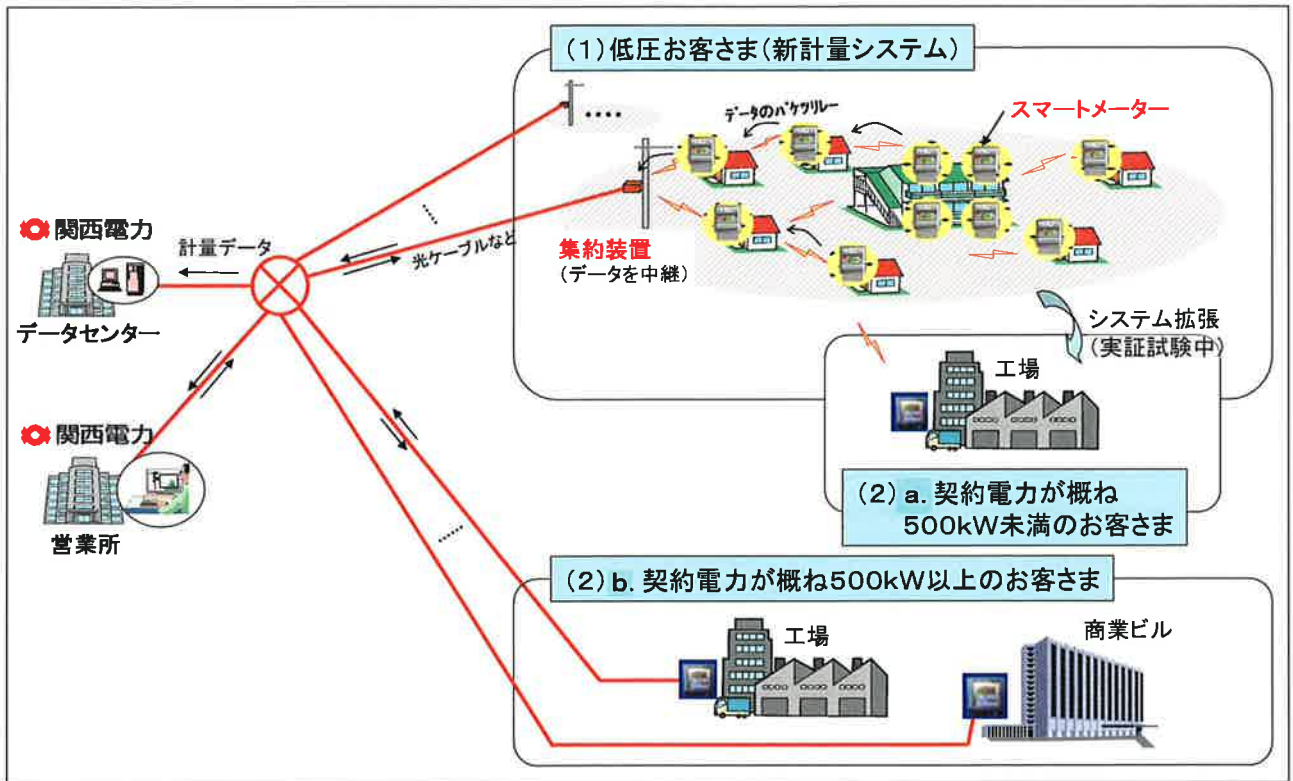 (1)低圧お客さま(新計量システム)
データのバケツリレー
スマートメーター
‥‥
関西電力
計量データ
データセンター
光ケーブルなど
集約装置
(データを中継)
システム拡張
(実証試験中)
工場
(2)a.契約電力が概ね
500kW未満のお客さま
関西電力
営業所
(2)b.契約電力が概ね500kW以上のお客さま
工場
商業ビル